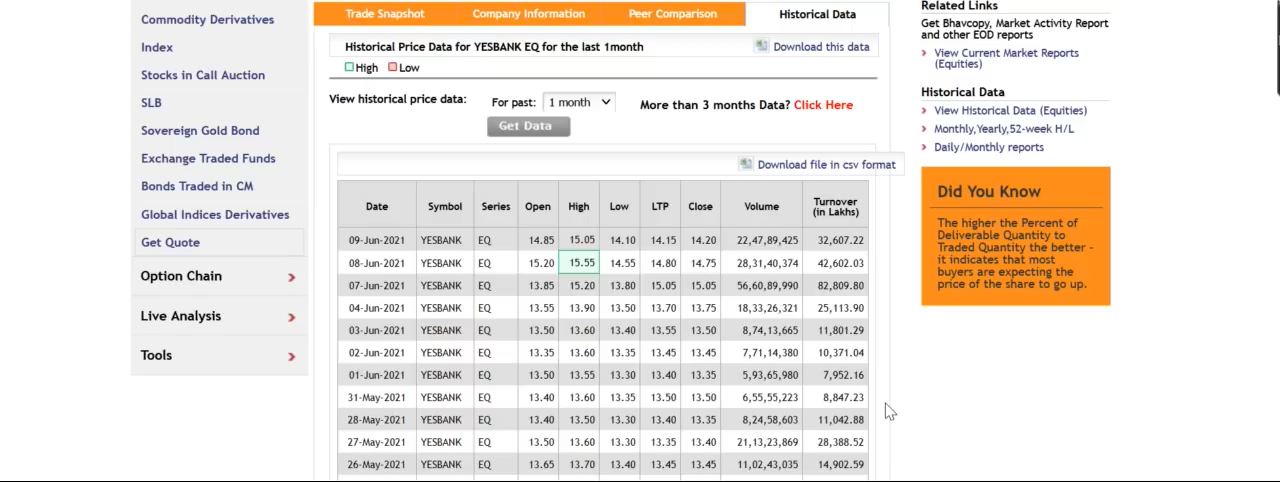 Commodity Derivatives
Index
Stocks in Call Auction
SLB
Sovereign Gold Bond
Exchange Traded Funds
Bonds Traded in CM
Global Indices Derivatives
Get Quote
Option Chain
Live Analysis
Tools
Trade Snapshot Company Information Peer Comparison Historical Data
Historical Price Data for YESBANK EQ for the last 1month Download this data
High Low
View historical price data: For past: 1 month More than 3 months Data? Click Here
Get Data
Download file in csv format
Date Symbol Series Open High Low LTP Close Volume Turnover
(in Lakhs)
09-Jun-2021 YESBANK EQ 14.85 15.05 14.10 14.15 14.20 22,47,89,425 32,607.22
08-Jun-2021 YESBANK EQ 15.20 15.55 14.55 14.80 14.75 28,31,40,374 42,602.03
07-Jun-2021 YESBANK EQ 13.85 15.20 13.80 15.05 15.05 56,60,89,990 82,809.80
04-Jun-2021 YESBANK EQ 13.55 13.90 13.50 13.70 13.75 18,33,26,321 25,113.90
03-Jun-2021 YESBANK EQ 13.50 13.60 13.40 13.55 13.50 8,74,13,665 11,801.29
02-Jun-2021 YESBANK EQ 13.35 13.60 13.35 13.45 13.45 7,71,14,380 10,371.04
01-Jun-2021 YESBANK EQ 13.50 13.55 13.30 13.40 13.35 5,93,65,980 7,952.16
31-May-2021 YESBANK EQ 13.40 13.60 13.35 13.50 13.50 6,55,55,223 8,847.23
28-May-2021 YESBANK EQ 13.40 13.50 13.30 13.40 13.35 8,24,58,603 11,042.88
27-May-2021 YESBANK EQ 13.50 13.60 13.30 13.35 13.40 21,13,23,869 28,388.52
26-May-2021 YESBANK EQ 13.65 13.70 13.40 13.45 13.45 11,02,43,035 14,902.59
Related Links
Get Bhavcopy, Market Activity Report
and other EOD reports
View Current Market Reports
(Equities)
Historical Data
View Historical Data (Equities)
Monthly,Yearly,52-week H/L
Daily/Monthly reports
Did You Know
The higher the Percent of
Deliverable Quantity to
Traded Quantity the better -
it indicates that most
buyers are expecting the
price of the share to go up.